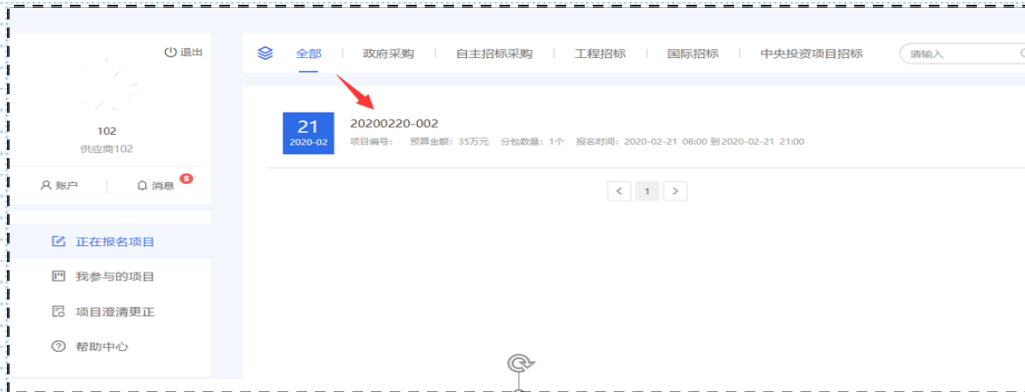 退出
102
供应商102
账户
消息
5
正在报名项目
我参与的项目
项目澄清更正
帮助中心
全部 政府采购 自主招标采购 工程招标 国际招标 中央投资项目招标
请输入
21
2020-02
20200220-002
项目编号： 预算金额：35万元 分包数量：1个 报名时间：2020-02-21 08:00 到2020-02-21 21:00
< 1 >